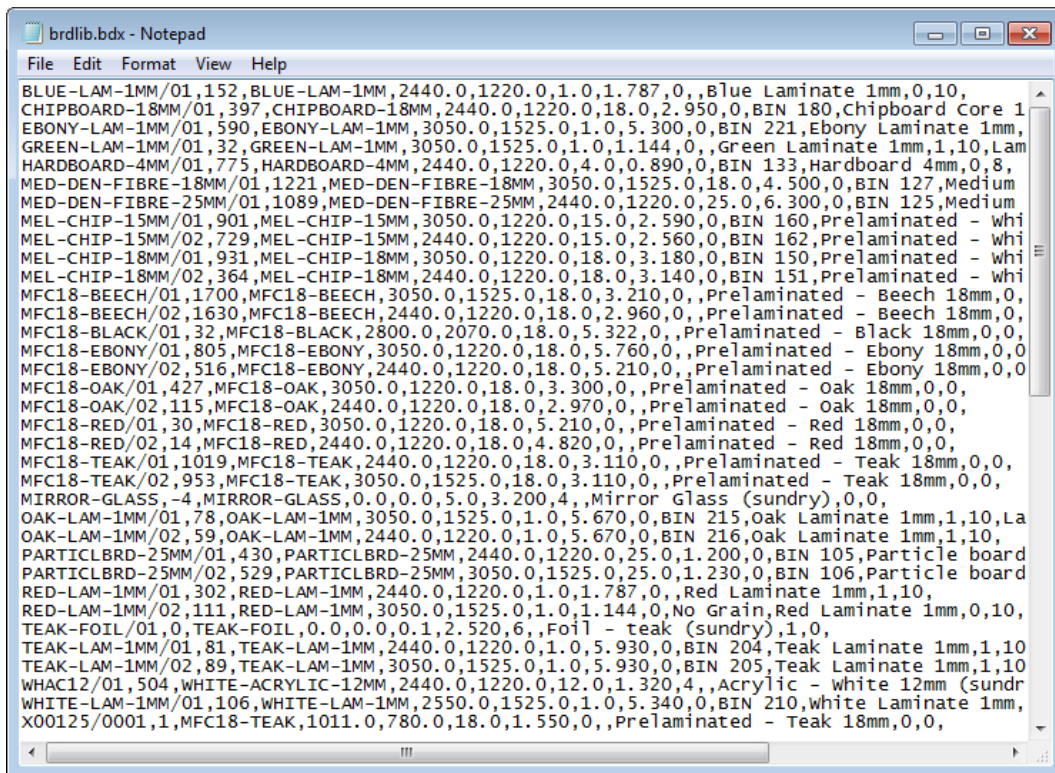 brdlib.bdx - Notepad
File Edit Format View Help
BLUE-LAM-1MM/01,152,BLUE-LAM-1MM,2440.0,1220.0,1.0,1.787,0,,Blue Laminate 1mm,0,10,
CHIPBOARD-18MM/01,397,CHIPBOARD-18MM,2440.0,1220.0,18.0,2.950,0,BIN 180,Chipboard Core 1
EBONY-LAM-1MM/01,590,EBONY-LAM-1MM,3050.0,1525.0,1.0,5.300,0,BIN 221,Ebony Laminate 1mm,
GREEN-LAM-1MM/01,32,GREEN-LAM-1MM,3050.0,1525.0,1.0,1.144,0,,Green Laminate 1mm,1,10,Lam
HARDBOARD-4MM/01,775,HARDBOARD-4MM,2440.0,1220.0,4.0,0.890,0,BIN 133,Hardboard 4mm,0,8,
MED-DEN-FIBRE-18MM/01,1221,MED-DEN-FIBRE-18MM,3050.0,1525.0,18.0,4.500,0,BIN 127,Medium
MED-DEN-FIBRE-25MM/01,1089,MED-DEN-FIBRE-25MM,2440.0,1220.0,25.0,6.300,0,BIN 125,Medium
MEL-CHIP-15MM/01,901,MEL-CHIP-15MM,3050.0,1220.0,15.0,2.590,0,BIN 160,Prelaminated - Whi
MEL-CHIP-15MM/02,729,MEL-CHIP-15MM,2440.0,1220.0,15.0,2.560,0,BIN 162,Prelaminated - Whi
MEL-CHIP-18MM/01,931,MEL-CHIP-18MM,3050.0,1220.0,18.0,3.180,0,BIN 150,Prelaminated - Whi
MEL-CHIP-18MM/02,364,MEL-CHIP-18MM,2440.0,1220.0,18.0,3.140,0,BIN 151,Prelaminated - Whi
MFC18-BEECH/01,1700,MFC18-BEECH,3050.0,1525.0,18.0,3.210,0,,Prelaminated - Beech 18mm,0,
MFC18-BEECH/02,1630,MFC18-BEECH,2440.0,1220.0,18.0,2.960,0,,Prelaminated - Beech 18mm,0,
MFC18-BLACK/01,32,MFC18-BLACK,2800.0,2070.0,18.0,5.322,0,,Prelaminated - Black 18mm,0,0,
MFC18-EBONY/01,805,MFC18-EBONY,3050.0,1220.0,18.0,5.760,0,,Prelaminated - Ebony 18mm,0,0
MFC18-EBONY/02,516,MFC18-EBONY,2440.0,1220.0,18.0,5.210,0,,Prelaminated - Ebony 18mm,0,0
MFC18-OAK/01,427,MFC18-OAK,3050.0,1220.0,18.0,3.300,0,,Prelaminated - Oak 18mm,0,0,
MFC18-OAK/02,115,MFC18-OAK,2440.0,1220.0,18.0,2.970,0,,Prelaminated - Oak 18mm,0,0,
MFC18-RED/01,30,MFC18-RED,3050.0,1220.0,18.0,5.210,0,,Prelaminated - Red 18mm,0,0,
MFC18-RED/02,14,MFC18-RED,2440.0,1220.0,18.0,4.820,0,,Prelaminated - Red 18mm,0,0,
MFC18-TEAK/01,1019,MFC18-TEAK,2440.0,1220.0,18.0,3.110,0,,Prelaminated - Teak 18mm,0,0,
MFC18-TEAK/02,953,MFC18-TEAK,3050.0,1525.0,18.0,3.110,0,,Prelaminated - Teak 18mm,0,0,
MIRROR-GLASS,-4,MIRROR-GLASS,0.0,0.0,5.0,3.200,4,,Mirror Glass (sundry),0,0,
OAK-LAM-1MM/01,78,OAK-LAM-1MM,3050.0,1525.0,1.0,5.670,0,BIN 215,Oak Laminate 1mm,1,10,La
OAK-LAM-1MM/02,59,OAK-LAM-1MM,2440.0,1220.0,1.0,5.670,0,BIN 216,Oak Laminate 1mm,1,10,
PARTICLBRD-25MM/01,430,PARTICLBRD-25MM,2440.0,1220.0,25.0,1.200,0,BIN 105,Particle board
PARTICLBRD-25MM/02,529,PARTICLBRD-25MM,3050.0,1525.0,25.0,1.230,0,BIN 106,Particle board
RED-LAM-1MM/01,302,RED-LAM-1MM,2440.0,1220.0,1.0,1.787,0,,Red Laminate 1mm,1,10,
RED-LAM-1MM/02,111,RED-LAM-1MM,3050.0,1525.0,1.0,1.144,0,No Grain,Red Laminate 1mm,0,10,
TEAK-FOIL/01,0,TEAK-FOIL,0.0,0.0,0.1,2.520,6,,Foil - teak (sundry),1,0,
TEAK-LAM-1MM/01,81,TEAK-LAM-1MM,2440.0,1220.0,1.0,5.930,0,BIN 204,Teak Laminate 1mm,1,10
TEAK-LAM-1MM/02,89,TEAK-LAM-1MM,3050.0,1525.0,1.0,5.930,0,BIN 205,Teak Laminate 1mm,1,10
WHAC12/01,504,WHITE-ACRYLIC-12MM,2440.0,1220.0,12.0,1.320,4,,Acrylic - White 12mm (sundr
WHITE-LAM-1MM/01,106,WHITE-LAM-1MM,2550.0,1525.0,1.0,5.340,0,BIN 210,White Laminate 1mm,
X00125/0001,1,MFC18-TEAK,1011.0,780.0,18.0,1.550,0,,Prelaminated - Teak 18mm,0,0,